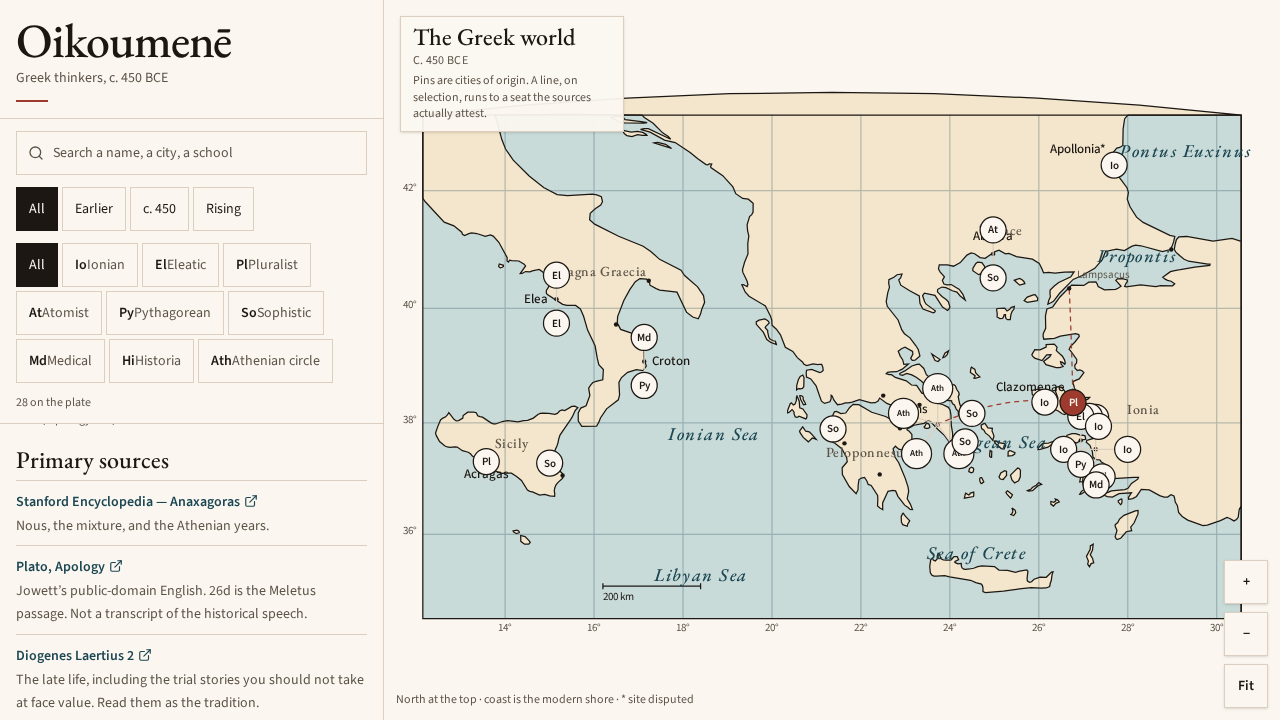 Oikoumenē
Greek thinkers, c. 450 BCE
Search a name, a city, a school
All
Earlier
c. 450
Rising
All
IoIonian
ElEleatic
PlPluralist
AtAtomist
PyPythagorean
SoSophistic
MdMedical
HiHistoria
AthAthenian circle
28 on the plate
Primary sources
Stanford Encyclopedia — Anaxagoras
Nous, the mixture, and the Athenian years.
Plato, Apology
Jowett’s public-domain English. 26d is the Meletus
passage. Not a transcript of the historical speech.
Diogenes Laertius 2
The late life, including the trial stories you should not take
at face value. Read them as the tradition.
The Greek world
C. 450 BCE
Pins are cities of origin. A line, on
selection, runs to a seat the sources
actually attest.
Apollonia*
Pontus Euxinus
Io
42°
At
So
Propontis
Lampsacus
El
agna Graecia
Elea
El
40°
Md
Croton
Py
Ath
Clazomenae
Io
Pl
El
Io
Ionia
Ath
So
38°
So
Ionian Sea
Sicily
Pl
So
Acragas
Peloponnes
Ath
So
gean Sea
Io
Io
Py
Md
36°
Sea of Crete
Libyan Sea
200 km
14°
16°
18°
20°
22°
24°
26°
28°
30°
+
−
Fit
North at the top · coast is the modern shore · * site disputed